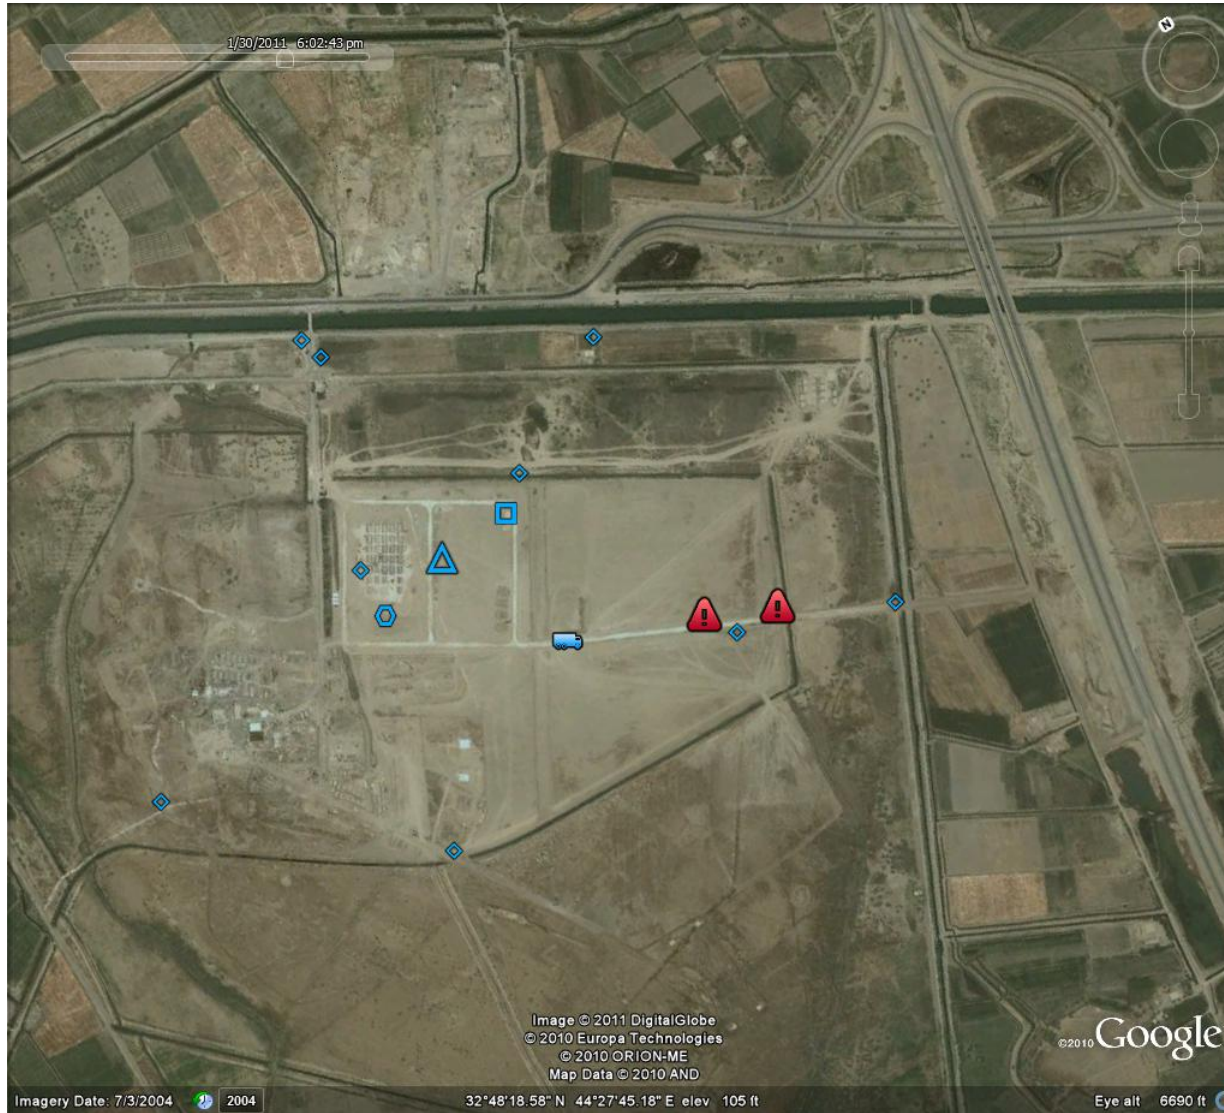 1/30/2011 6:02:43 pm
N
Image © 2011 DigitalGlobe
© 2010 Europa Technologies
© 2010 ORION-ME
Map Data © 2010 AND
©2010 Google
Imagery Date: 7/3/2004 2004 32°48'18.58" N 44°27'45.18" E elev 105 ft Eye alt 6690 ft